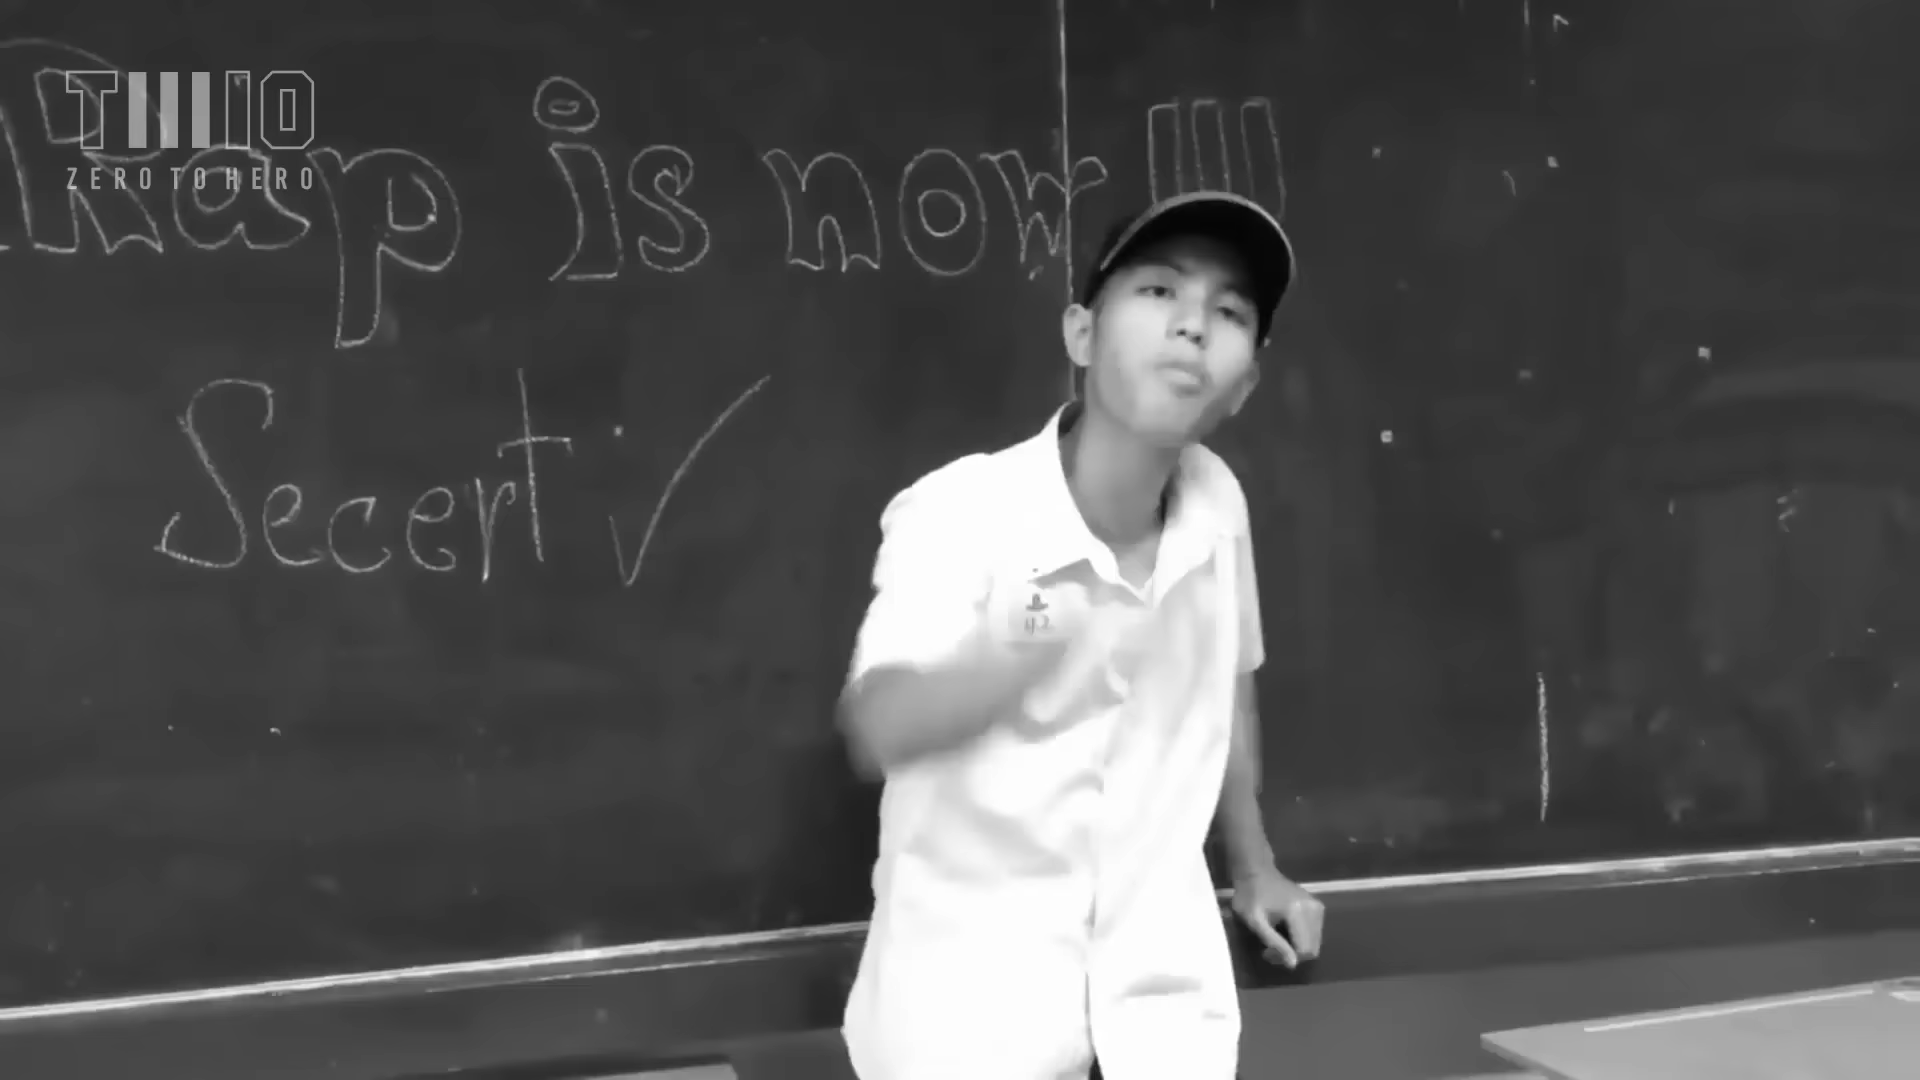 TIIIIO
ZERO TO HERO
Rap is now !!!
Secert ✓